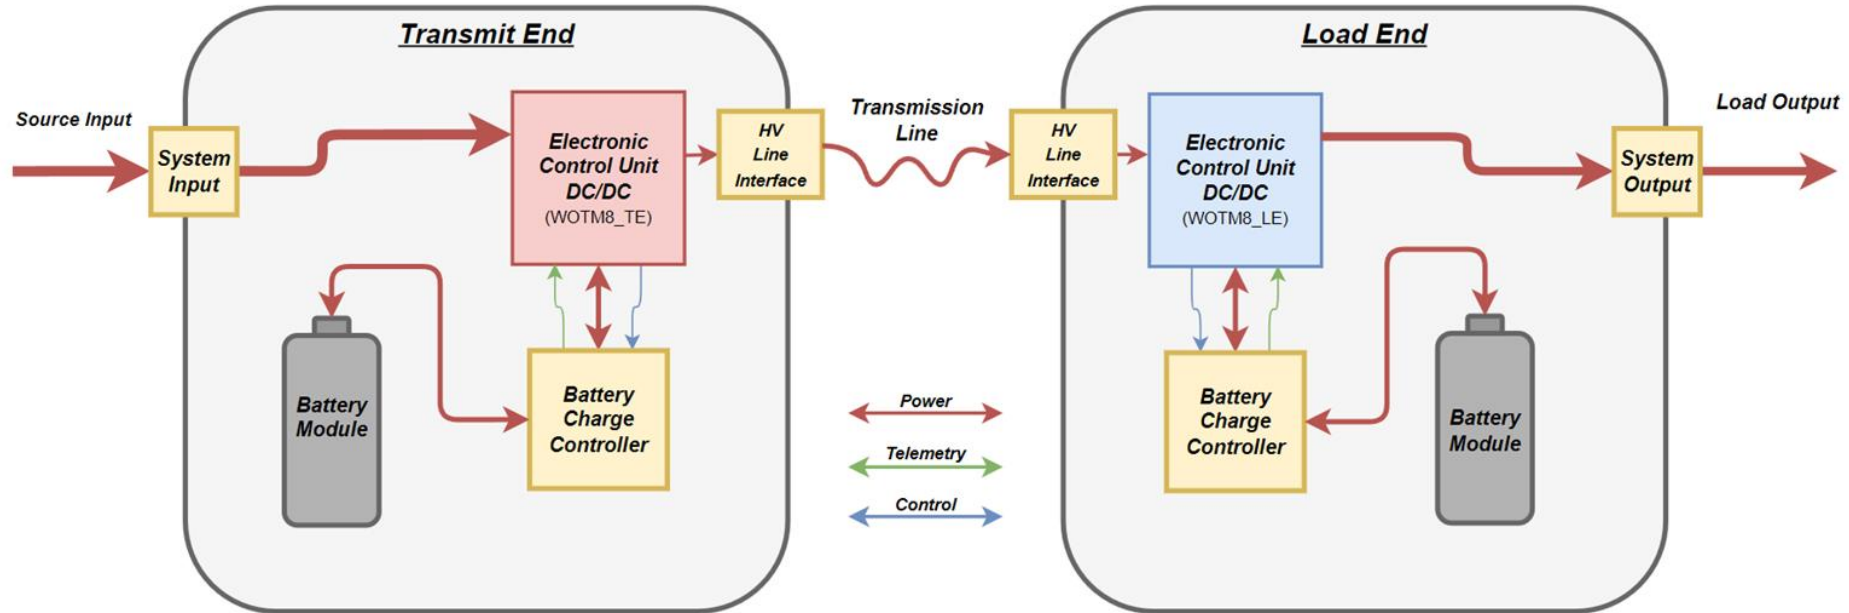 Transmit End
Load End
Source Input
System
Input
Electronic
Control Unit
DC/DC
(WOTM8_TE)
HV
Line
Interface
Transmission
Line
HV
Line
Interface
Electronic
Control Unit
DC/DC
(WOTM8_LE)
System
Output
Load Output
Battery
Module
Battery
Charge
Controller
Power
Telemetry
Control
Battery
Charge
Controller
Battery
Module